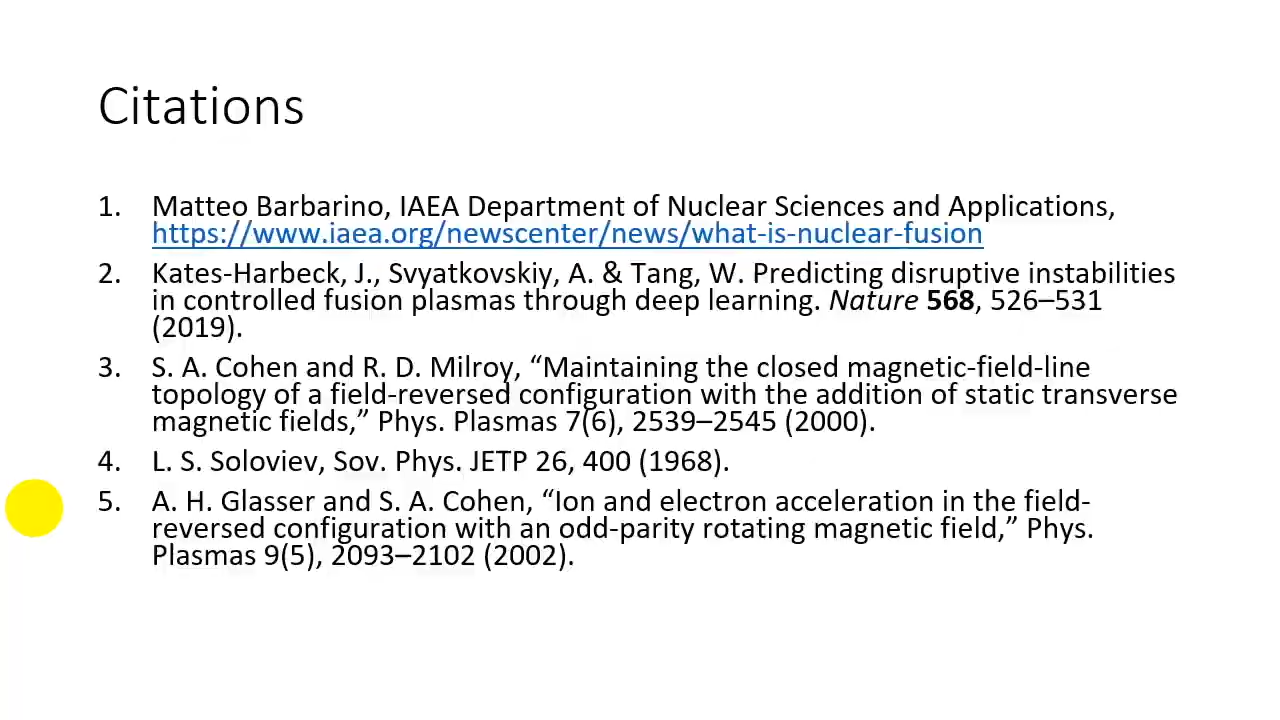 Citations
1. Matteo Barbarino, IAEA Department of Nuclear Sciences and Applications,
https://www.iaea.org/newscenter/news/what-is-nuclear-fusion
2. Kates-Harbeck, J., Svyatkovskiy, A. & Tang, W. Predicting disruptive instabilities
in controlled fusion plasmas through deep learning. Nature 568, 526–531
(2019).
3. S. A. Cohen and R. D. Milroy, “Maintaining the closed magnetic-field-line
topology of a field-reversed configuration with the addition of static transverse
magnetic fields,” Phys. Plasmas 7(6), 2539–2545 (2000).
4. L. S. Soloviev, Sov. Phys. JETP 26, 400 (1968).
5. A. H. Glasser and S. A. Cohen, “Ion and electron acceleration in the field-
reversed configuration with an odd-parity rotating magnetic field,” Phys.
Plasmas 9(5), 2093–2102 (2002).